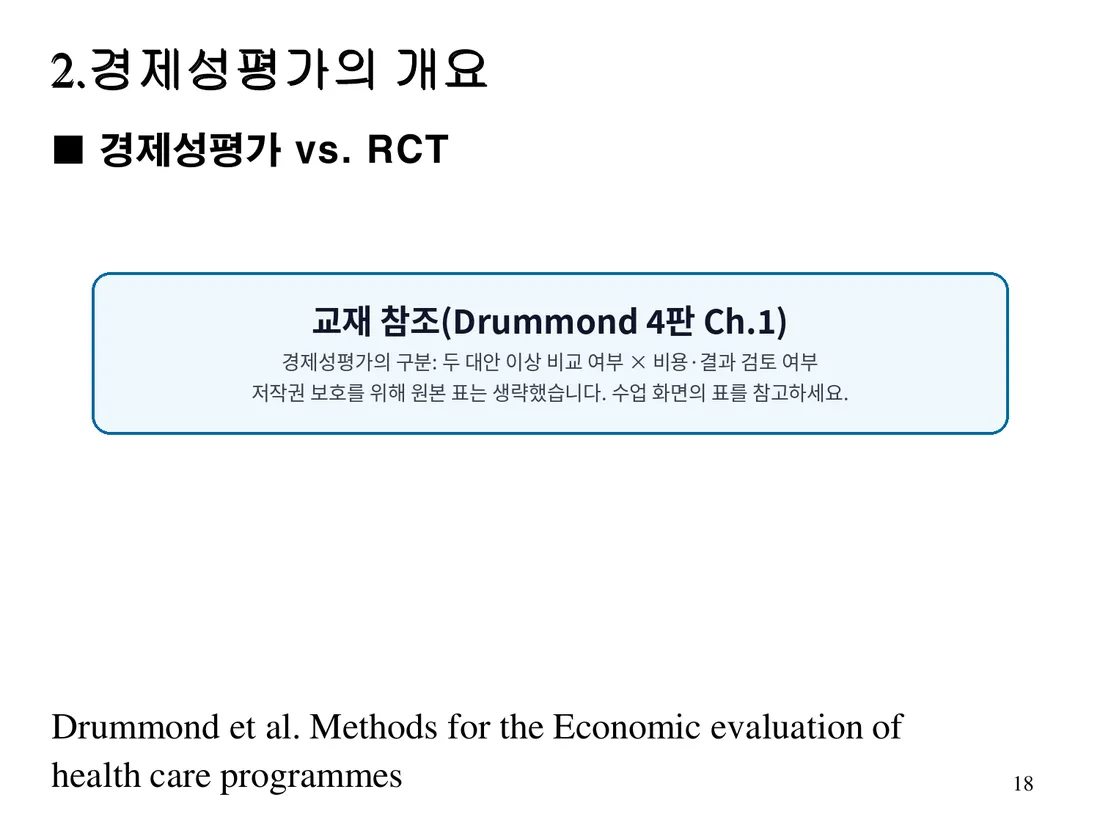 2.경제성평가의 개요
■ 경제성평가 vs. RCT
교재 참조(Drummond 4판 Ch.1)
경제성평가의 구분: 두 대안 이상 비교 여부 × 비용·결과 검토 여부
저작권 보호를 위해 원본 표는 생략했습니다. 수업 화면의 표를 참고하세요.
Drummond et al. Methods for the Economic evaluation of
health care programmes
18